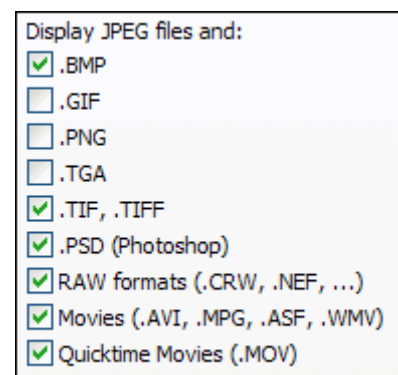 Display JPEG files and:
.BMP
.GIF
.PNG
.TGA
.TIF, .TIFF
.PSD (Photoshop)
RAW formats (.CRW, .NEF, ...)
Movies (.AVI, .MPG, .ASF, .WMV)
Quicktime Movies (.MOV)